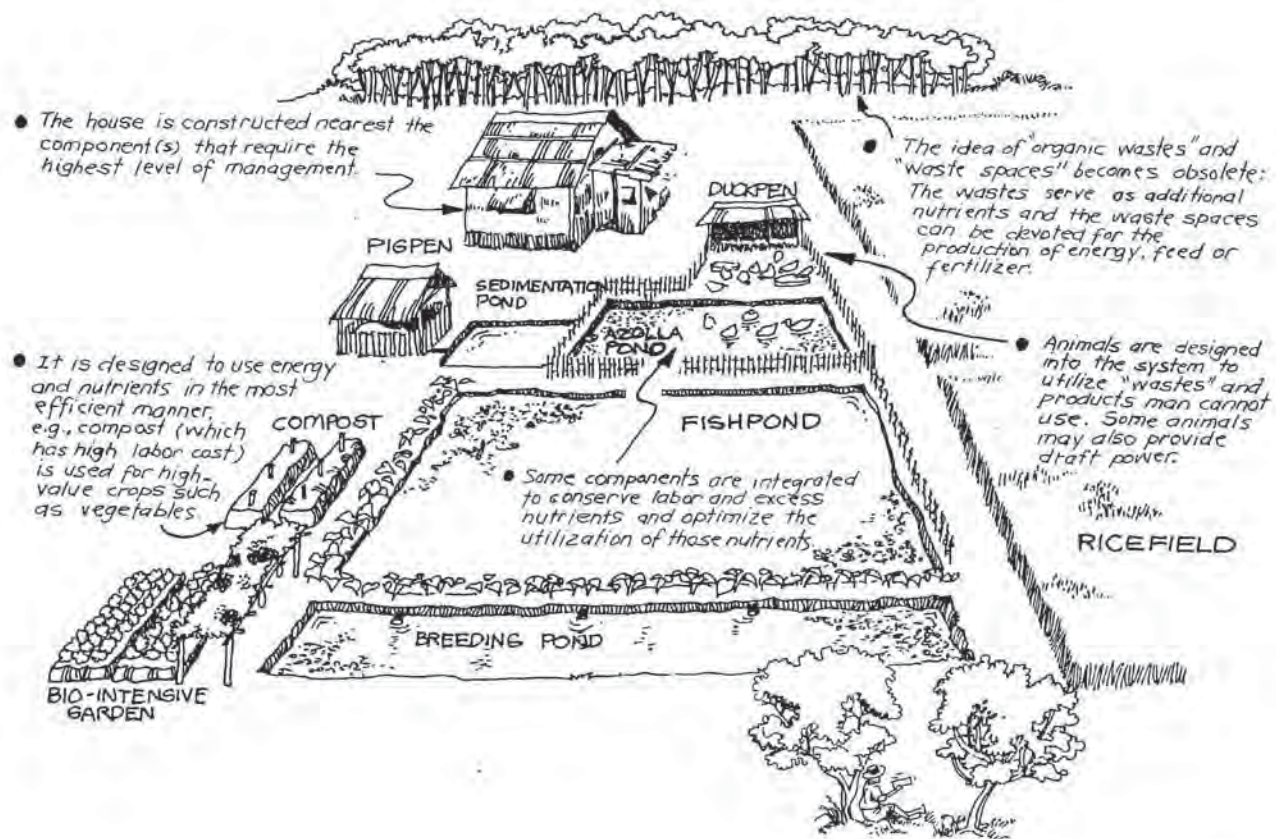 • The house is constructed nearest the
component(s) that require the
highest level of management.
• The idea of "organic wastes" and
"waste spaces" becomes obsolete:
The wastes serve as additional
nutrients and the waste spaces
can be devoted for the
production of energy, feed or
fertilizer.
DUCKPEN
PIGPEN
SEDIMENTATION
POND
AZOLLA
POND
• Animals are designed
into the system to
utilize "wastes" and
products man cannot
use. Some animals
may also provide
draft power.
• It is designed to use energy
and nutrients in the most
efficient manner,
e.g., compost (which
has high labor cost)
is used for high-
value crops such
as vegetables.
COMPOST
FISHPOND
• Some components are integrated
to conserve labor and excess
nutrients and optimize the
utilization of those nutrients.
RICEFIELD
BREEDING POND
BIO-INTENSIVE
GARDEN